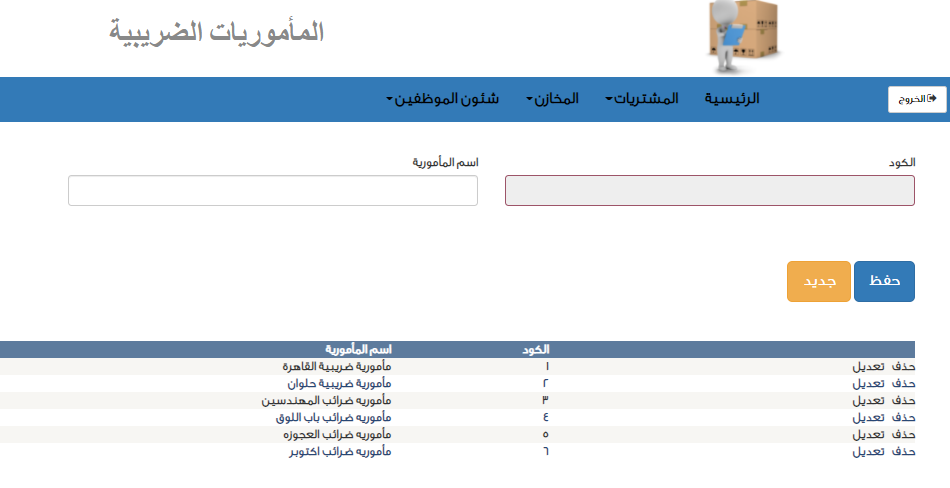 المأموريات الضريبية
الخروج الرئيسية المشتريات المخازن شئون الموظفين
الكود اسم المأمورية
حفظ جديد
الكود اسم المأمورية
حذف تعديل ١ مأمورية ضريبية القاهرة
حذف تعديل ٢ مأمورية ضريبية حلوان
حذف تعديل ٣ مأموريه ضرائب المهندسين
حذف تعديل ٤ مأموريه ضرائب باب اللوق
حذف تعديل ٥ مأموريه ضرائب العجوزه
حذف تعديل ٦ مأموريه ضرائب اكتوبر